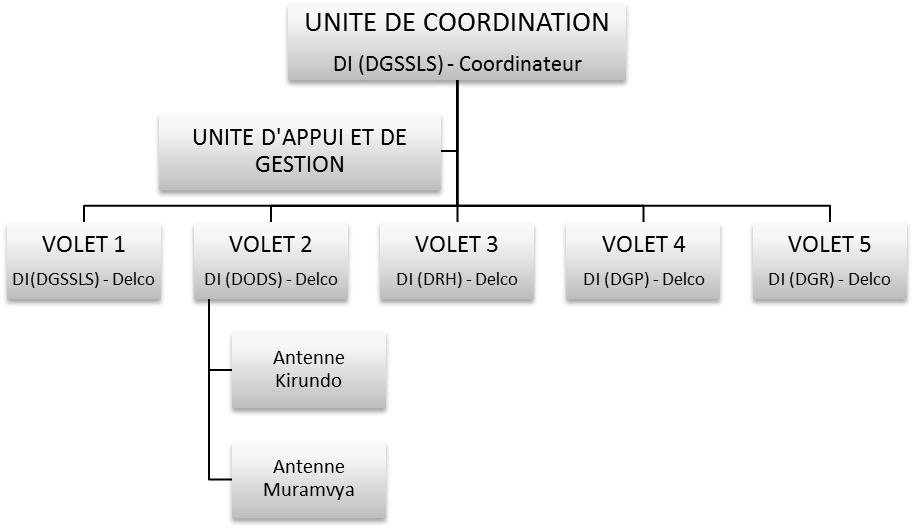 UNITE DE COORDINATION
DI (DGSSLS) - Coordinateur
UNITE D'APPUI ET DE
GESTION
VOLET 1
DI(DGSSLS) - Delco
VOLET 2
DI (DODS) - Delco
VOLET 3
DI (DRH) - Delco
VOLET 4
DI (DGP) - Delco
VOLET 5
DI (DGR) - Delco
Antenne
Kirundo
Antenne
Muramvya